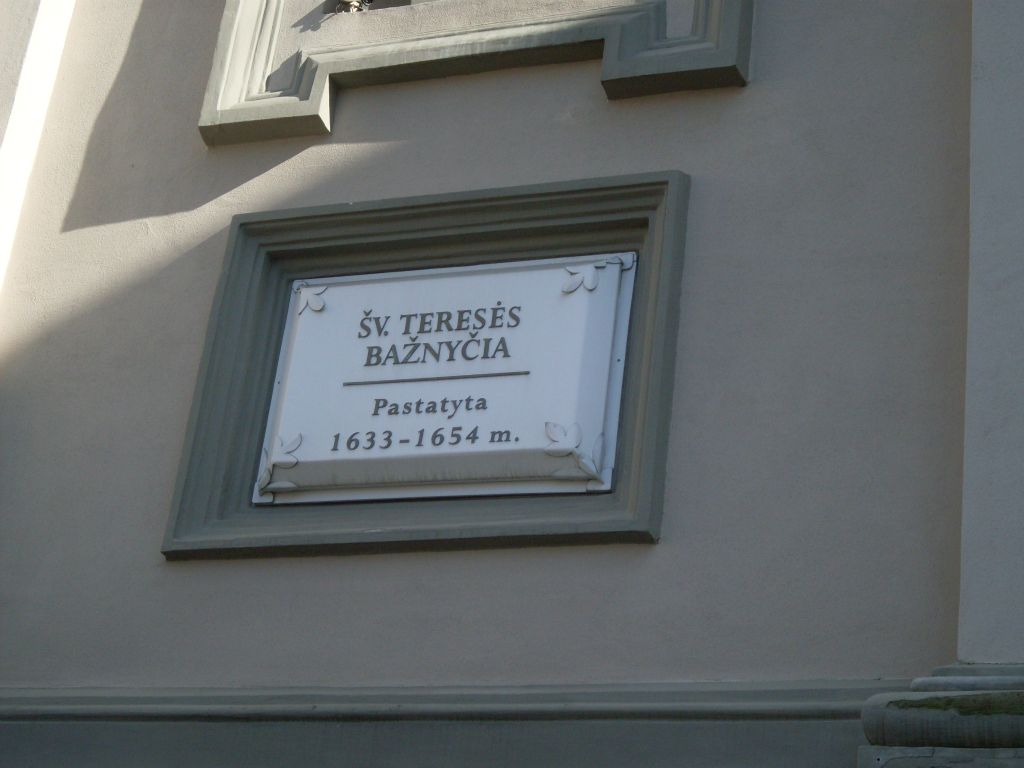 ŠV. TERESĖS
BAŽNYČIA
Pastatyta
1633-1654 m.